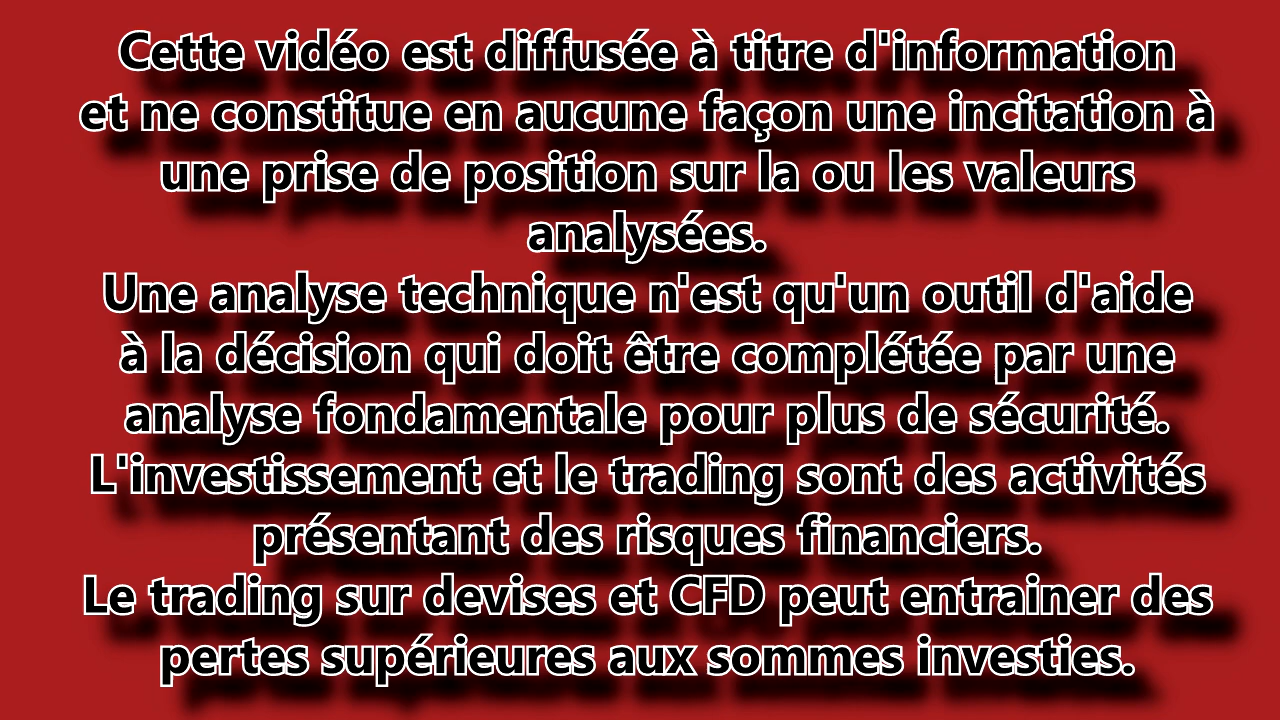 Cette vidéo est diffusée à titre d'information
et ne constitue en aucune façon une incitation à
une prise de position sur la ou les valeurs
analysées.
Une analyse technique n'est qu'un outil d'aide
à la décision qui doit être complétée par une
analyse fondamentale pour plus de sécurité.
L'investissement et le trading sont des activités
présentant des risques financiers.
Le trading sur devises et CFD peut entrainer des
pertes supérieures aux sommes investies.